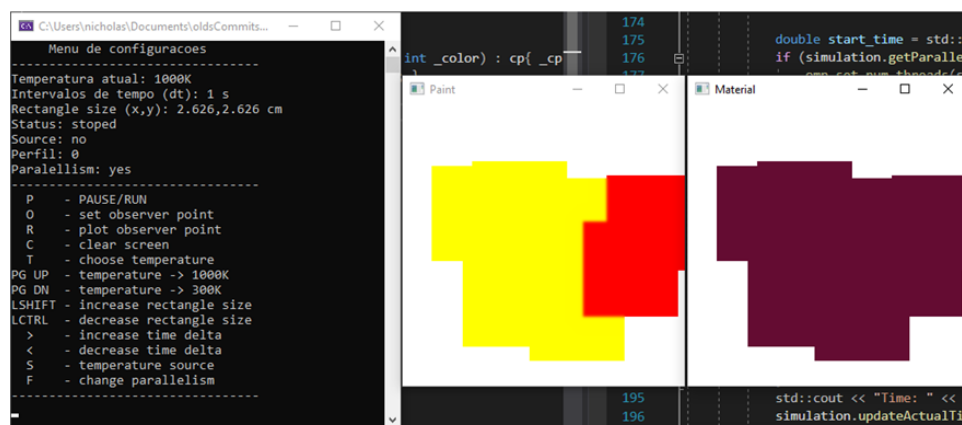 C:\Users\nicholas\Documents\oldsCommits...
Menu de configuracoes
--------------------------------
Temperatura atual: 1000K
Intervalos de tempo (dt): 1 s
Rectangle size (x,y): 2.626,2.626 cm
Status: stoped
Source: no
Perfil: 0
Paralellism: yes
--------------------------------
P - PAUSE/RUN
O - set observer point
R - plot observer point
C - clear screen
T - choose temperature
PG UP - temperature -> 1000K
PG DN - temperature -> 300K
LSHIFT - increase rectangle size
LCTRL - decrease rectangle size
> - increase time delta
< - decrease time delta
S - temperature source
F - change parallelism
--------------------------------
int _color) : cp{ _cp
174
175 double start_time = std::
176 if (simulation.getParalle
Paint
Material
195 std::cout << "Time: " <<
196 simulation.updateActualTi